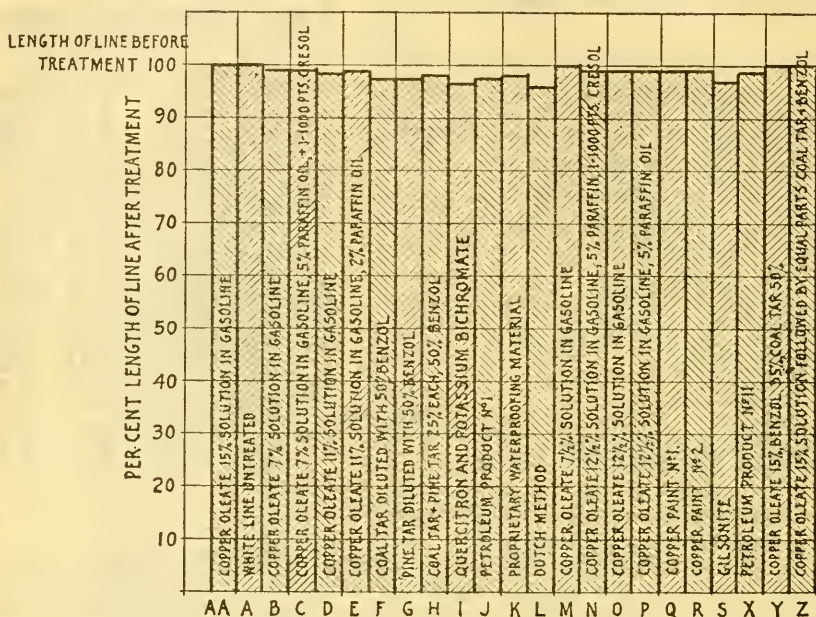 LENGTH OF LINE BEFORE
TREATMENT 100
90
80
70
60
50
40
30
20
10
PER CENT LENGTH OF LINE AFTER TREATMENT
COPPER OLEATE 15% SOLUTION IN GASOLINE
WHITE LINE UNTREATED
COPPER OLEATE 7% SOLUTION IN GASOLINE
COPPER OLEATE 7% SOLUTION IN GASOLINE, 5% PARAFFIN OIL, + 1-1000 PTS. CRESOL
COPPER OLEATE 11% SOLUTION IN GASOLINE
COPPER OLEATE 11% SOLUTION IN GASOLINE, 2% PARAFFIN OIL
COAL TAR DILUTED WITH 50% BENZOL
PINE TAR DILUTED WITH 50% BENZOL
COAL TAR + PINE TAR 25% EACH, 50% BENZOL
QUERCITRON AND POTASSIUM BICHROMATE
PETROLEUM PRODUCT Nº 1
PROPRIETARY WATERPROOFING MATERIAL
DUTCH METHOD
COPPER OLEATE 7½% SOLUTION IN GASOLINE
COPPER OLEATE 12½% SOLUTION IN GASOLINE, 5% PARAFFIN, 1-1000 PTS. CRESOL
COPPER OLEATE 12½% SOLUTION IN GASOLINE
COPPER OLEATE 12½% SOLUTION IN GASOLINE, 5% PARAFFIN OIL
COPPER PAINT Nº 1.
COPPER PAINT Nº 2
GILSONITE
PETROLEUM PRODUCT Nº 11
COPPER OLEATE 15%, BENZOL 35% COAL TAR 50%
COPPER OLEATE 15% SOLUTION FOLLOWED BY EQUAL PARTS COAL TAR + BENZOL
AA A B C D E F G H I J K L M N O P Q R S X Y Z